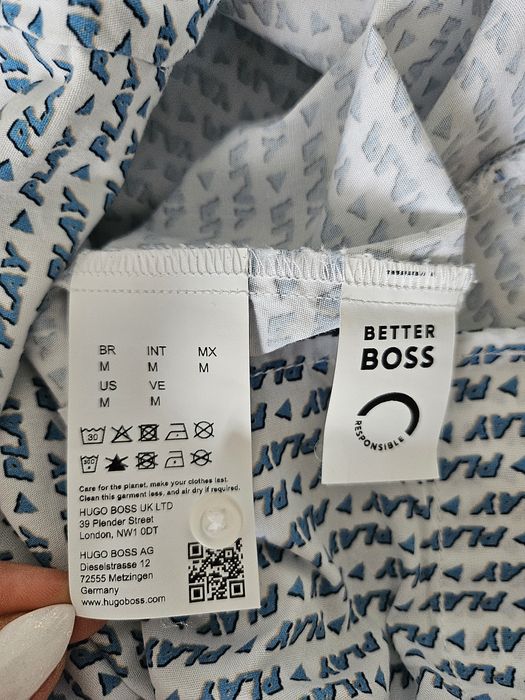 BR INT MX
M M M
US VE
M M
30
30C
Care for the planet, make your clothes last.
Clean this garment less, and air dry if required.
HUGO BOSS UK LTD
39 Plender Street
London, NW1 0DT
HUGO BOSS AG
Dieselstrasse 12
72555 Metzingen
Germany
www.hugoboss.com
BETTER
BOSS
RESPONSIBLE
PLAY PLAY PLAY PLAY